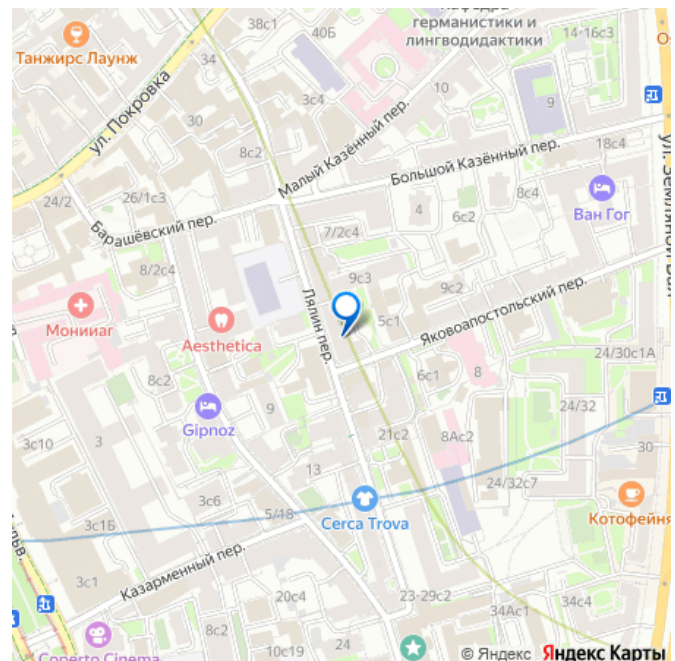 38с1
40Б
кафедра
германистики и
лингводидактики
14-16с3
Танжирс Лаунж
34
ул. Покровка
30
3с4
10
9
Малый Казённый пер.
8с2
Большой Казённый пер.
18с4
ул. Земляной Вал
24/2
26/1с3
Барашёвский пер.
4
6с2
8с4
Ван Гог
7/2с4
8/2с4
9с3
9с2
Мониааг
Лялин пер.
5с1
Яковоапостольский пер.
Aesthetica
8с2
6с1
8
24/30с1А
9
24/32
Gipnoz
21с2
8Ас2
3с10
3
13
30
24/32с7
3с6
5/18
3с1Б
Cerca Trova
Котофейня
Казарменный пер.
3с1
20с4
23-29с2
34Ас1
34с4
8с2
10с19
24
Coperto Cinema
© Яндекс Яндекс Карты